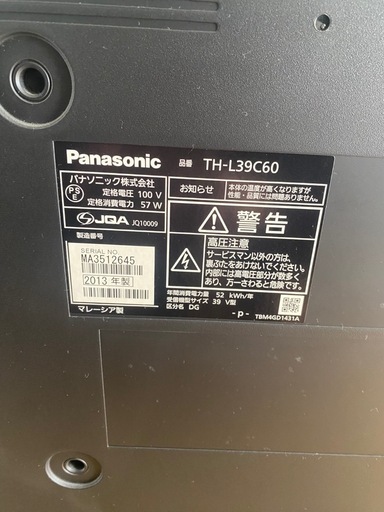 Panasonic
品番 TH-L39C60
パナソニック株式会社
定格電圧 100 V
定格消費電力 57 W
PS
E
お知らせ
本体の温度が高くなりますが
性能・品質には問題ありません。
JQA JQ10009
製造番号
SERIAL NO.
MA3512645
2013 年製
マレーシア製
警告
高圧注意
サービスマン以外の方は、
裏ぶたをあけないでください。
内部には高電圧部分が数多く
あり、万一さわると危険です。
年間消費電力量 52 kWh/年
受信機型サイズ 39 V型
区分名 DG
- p -
TBM4GD1431A